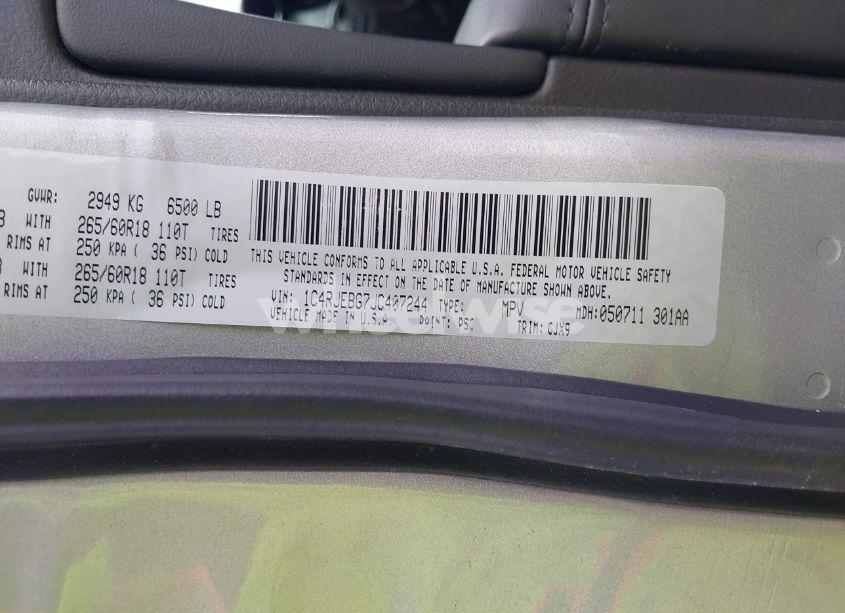 GVWR: 2949 KG 6500 LB
WITH 265/60R18 110T TIRES
RIMS AT 250 KPA ( 36 PSI) COLD
WITH 265/60R18 110T TIRES
RIMS AT 250 KPA ( 36 PSI) COLD
THIS VEHICLE CONFORMS TO ALL APPLICABLE U.S.A. FEDERAL MOTOR VEHICLE SAFETY
STANDARDS IN EFFECT ON THE DATE OF MANUFACTURE SHOWN ABOVE.
VIN: 1C4RJEBG7JC407244 TYPE: MPV MDH:050711 301AA
VEHICLE MADE IN U.S.A. PAINT: PSC TRIM: CJX9